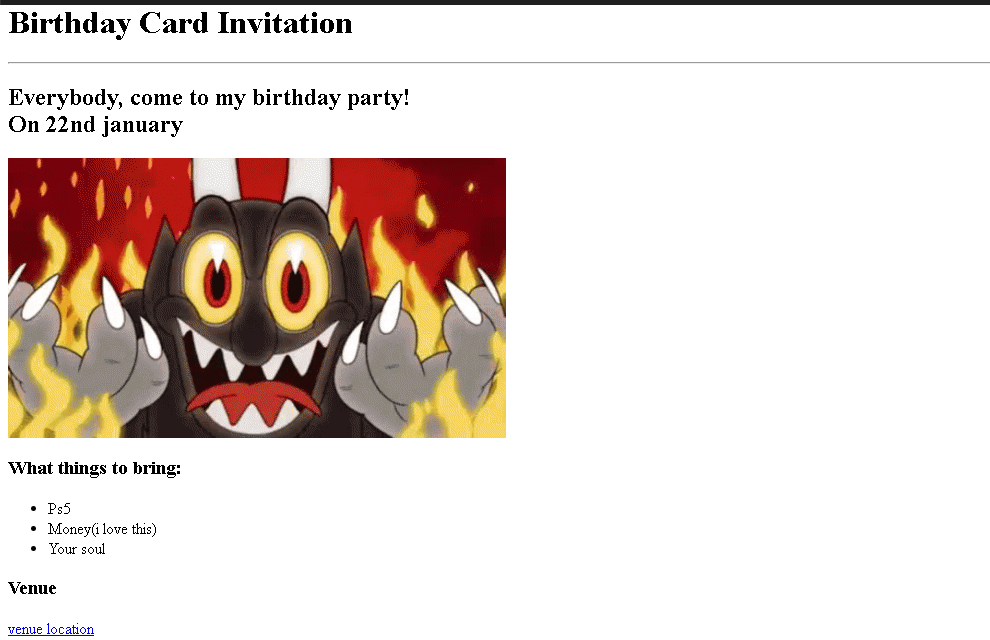 Birthday Card Invitation
Everybody, come to my birthday party!
On 22nd january
What things to bring:
Ps5
Money(i love this)
Your soul
Venue
venue location